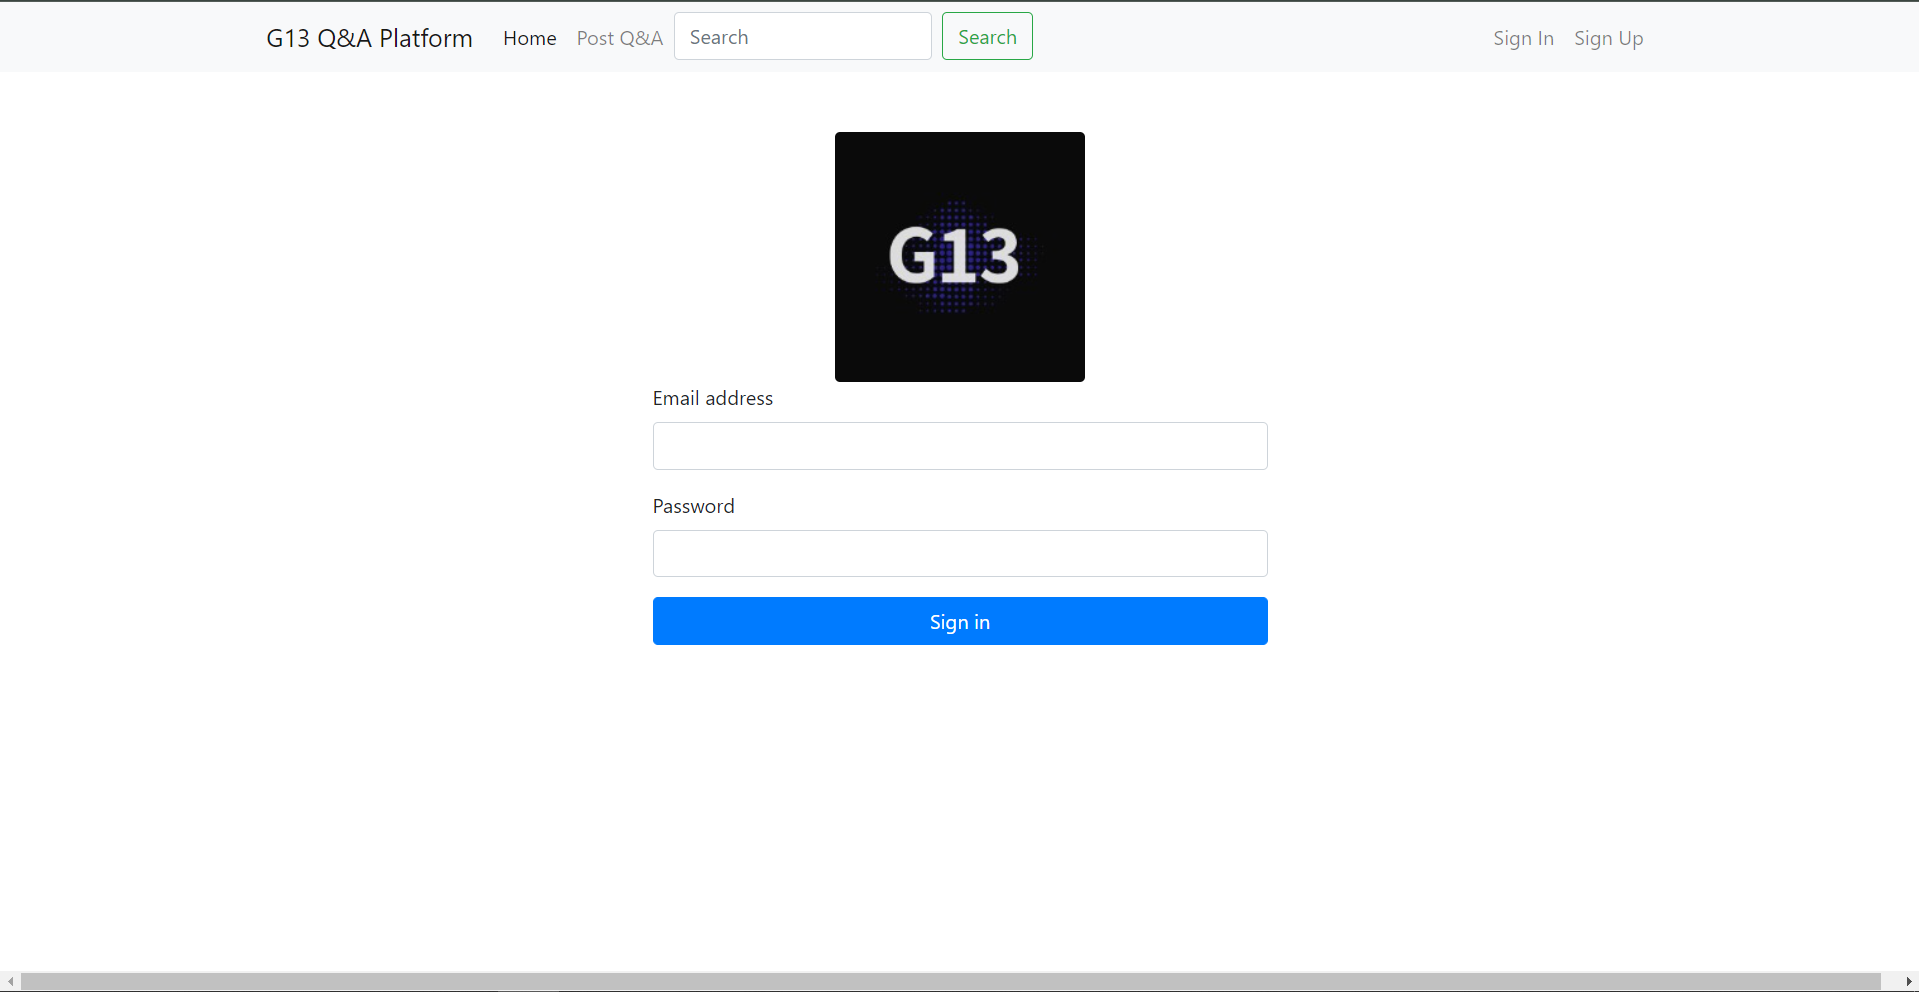 G13 Q&A Platform Home Post Q&A Search Search Sign In Sign Up
G13
Email address
Password
Sign in